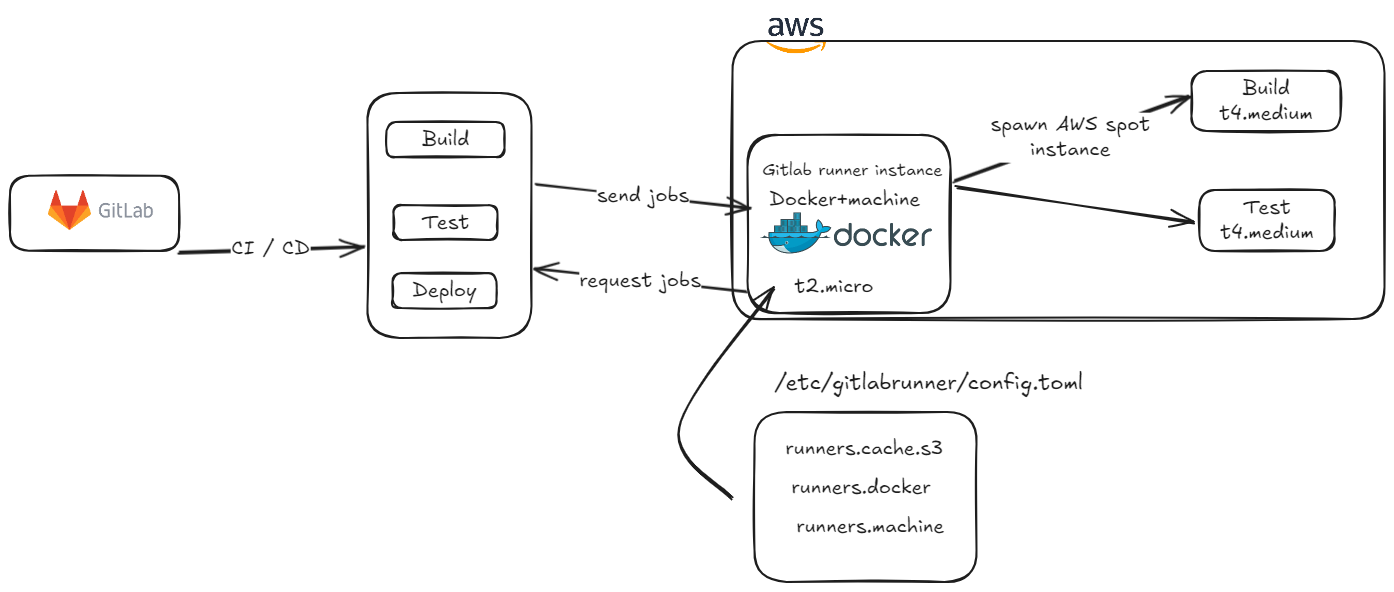 aws
Build
t4.medium
spawn AWS spot
instance
Build
Gitlab runner instance
Docker+machine
docker
t2.micro
send jobs
Test
t4.medium
GitLab
CI / CD
Test
Deploy
request jobs
/etc/gitlabrunner/config.toml
runners.cache.s3
runners.docker
runners.machine